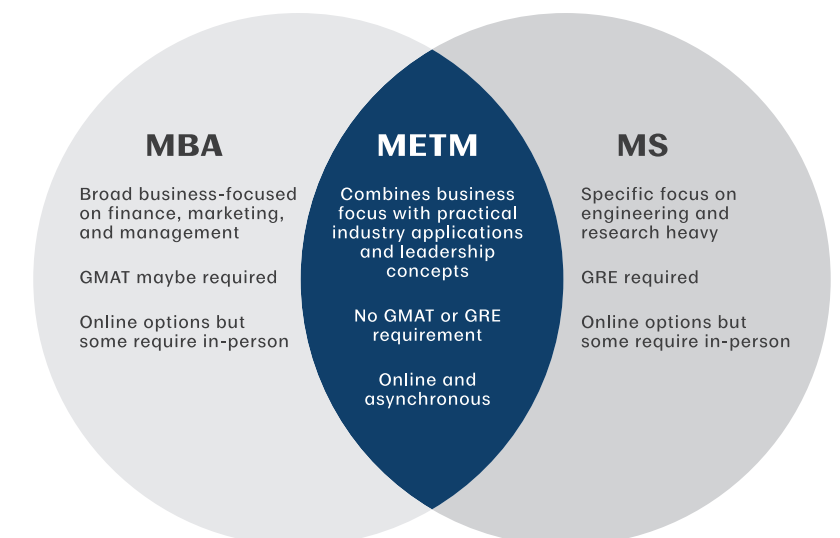 MBA
Broad business-focused
on finance, marketing,
and management
GMAT maybe required
Online options but
some require in-person
METM
Combines business
focus with practical
industry applications
and leadership
concepts
No GMAT or GRE
requirement
Online and
asynchronous
MS
Specific focus on
engineering and
research heavy
GRE required
Online options but
some require in-person